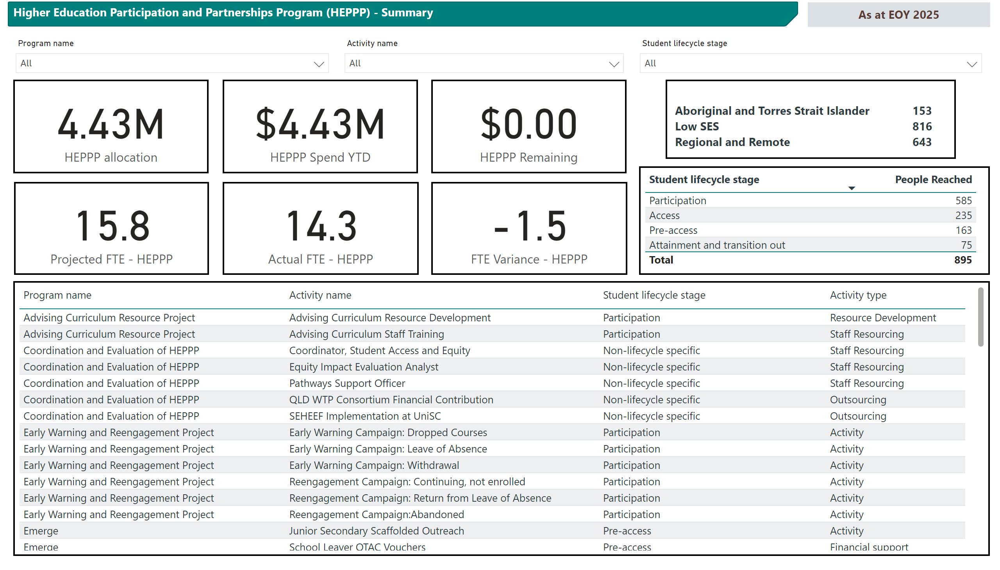 Higher Education Participation and Partnerships Program (HEPPP) - Summary
As at EOY 2025
Program name
Activity name
Student lifecycle stage
All
All
All
4.43M
HEPPP allocation
$4.43M
HEPPP Spend YTD
$0.00
HEPPP Remaining
Aboriginal and Torres Strait Islander 153
Low SES 816
Regional and Remote 643
15.8
Projected FTE - HEPPP
14.3
Actual FTE - HEPPP
-1.5
FTE Variance - HEPPP
Student lifecycle stage People Reached
Participation 585
Access 235
Pre-access 163
Attainment and transition out 75
Total 895
Program name Activity name Student lifecycle stage Activity type
Advising Curriculum Resource Project Advising Curriculum Resource Development Participation Resource Development
Advising Curriculum Resource Project Advising Curriculum Staff Training Participation Staff Resourcing
Coordination and Evaluation of HEPPP Coordinator, Student Access and Equity Non-lifecycle specific Staff Resourcing
Coordination and Evaluation of HEPPP Equity Impact Evaluation Analyst Non-lifecycle specific Staff Resourcing
Coordination and Evaluation of HEPPP Pathways Support Officer Non-lifecycle specific Staff Resourcing
Coordination and Evaluation of HEPPP QLD WTP Consortium Financial Contribution Non-lifecycle specific Outsourcing
Coordination and Evaluation of HEPPP SEHEEF Implementation at UniSC Non-lifecycle specific Outsourcing
Early Warning and Reengagement Project Early Warning Campaign: Dropped Courses Participation Activity
Early Warning and Reengagement Project Early Warning Campaign: Leave of Absence Participation Activity
Early Warning and Reengagement Project Early Warning Campaign: Withdrawal Participation Activity
Early Warning and Reengagement Project Reengagement Campaign: Continuing, not enrolled Participation Activity
Early Warning and Reengagement Project Reengagement Campaign: Return from Leave of Absence Participation Activity
Early Warning and Reengagement Project Reengagement Campaign:Abandoned Participation Activity
Emerge Junior Secondary Scaffolded Outreach Pre-access Activity
Emerge School Leaver QTAC Vouchers Pre-access Financial support